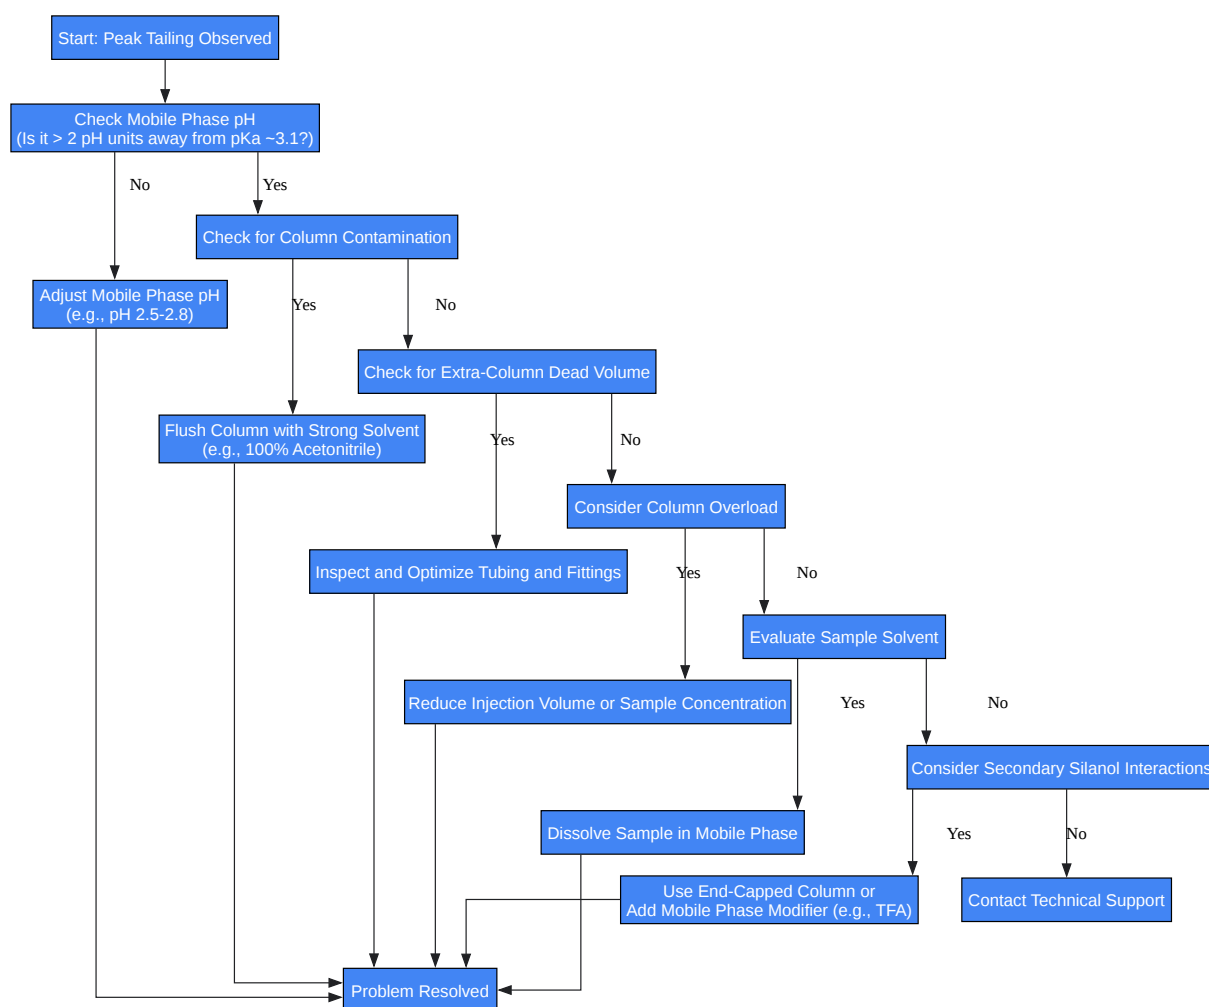 Start: Peak Tailing Observed
Check Mobile Phase pH
(Is it > 2 pH units away from pKa ~3.1?)
No
Yes
Check for Column Contamination
Adjust Mobile Phase pH
(e.g., pH 2.5-2.8)
Yes
No
Check for Extra-Column Dead Volume
Flush Column with Strong Solvent
(e.g., 100% Acetonitrile)
Yes
No
Consider Column Overload
Inspect and Optimize Tubing and Fittings
Yes
No
Evaluate Sample Solvent
Reduce Injection Volume or Sample Concentration
Yes
No
Consider Secondary Silanol Interactions
Dissolve Sample in Mobile Phase
Yes
No
Use End-Capped Column or
Add Mobile Phase Modifier (e.g., TFA)
Contact Technical Support
Problem Resolved